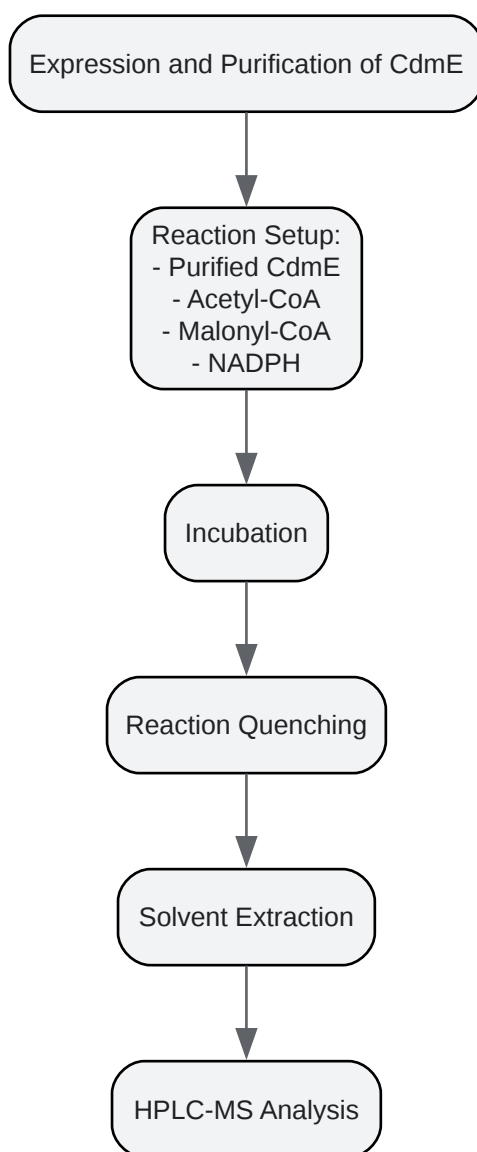 Expression and Purification of CdmE
Reaction Setup:
- Purified CdmE
- Acetyl-CoA
- Malonyl-CoA
- NADPH
Incubation
Reaction Quenching
Solvent Extraction
HPLC-MS Analysis